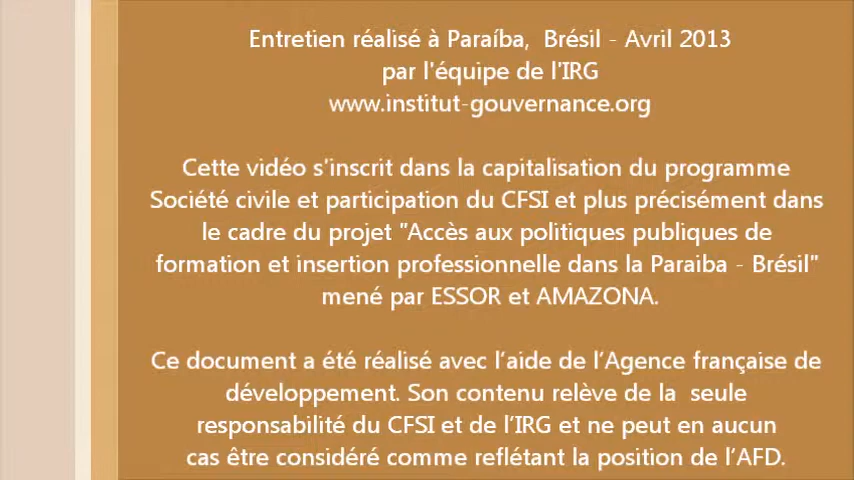 Entretien réalisé à Paraíba, Brésil - Avril 2013
par l'équipe de l'IRG
www.institut-gouvernance.org
Cette vidéo s'inscrit dans la capitalisation du programme
Société civile et participation du CFSI et plus précisément dans
le cadre du projet "Accès aux politiques publiques de
formation et insertion professionnelle dans la Paraiba - Brésil"
mené par ESSOR et AMAZONA.
Ce document a été réalisé avec l'aide de l'Agence française de
développement. Son contenu relève de la seule
responsabilité du CFSI et de l'IRG et ne peut en aucun
cas être considéré comme reflétant la position de l'AFD.